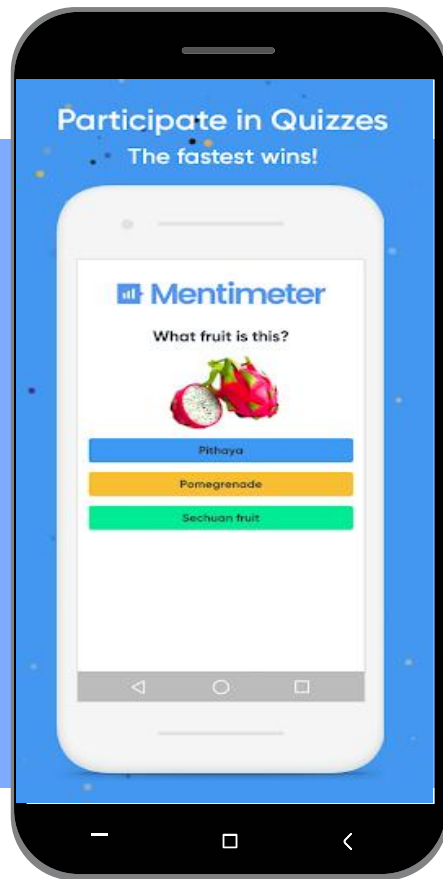 Participate in Quizzes
The fastest wins!
Mentimeter
What fruit is this?
Pithaya
Pomegrenade
Sechuan fruit